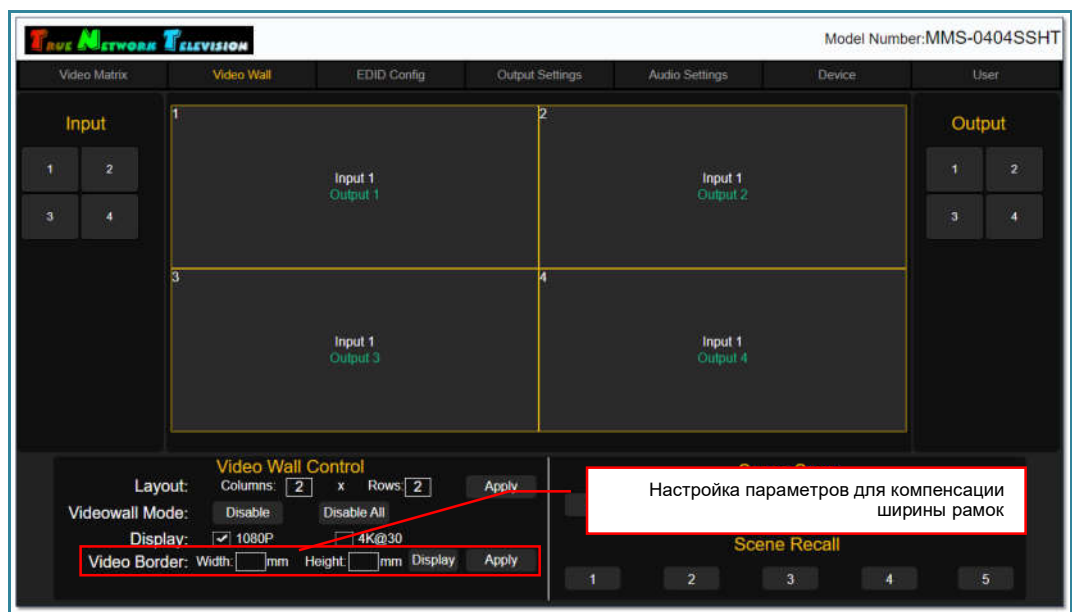 TRUE NETWORK TELEVISION
Model Number:MMS-0404SSHT
Video Matrix Video Wall EDID Config Output Settings Audio Settings Device User
Input
1 2
3 4
1
Input 1
Output 1
2
Input 1
Output 2
3
Input 1
Output 3
4
Input 1
Output 4
Output
1 2
3 4
Video Wall Control
Layout: Columns: 2 x Rows: 2 Apply
Videowall Mode: Disable Disable All
Display: 1080P 4K@30
Video Border: Width: mm Height: mm Display Apply
Настройка параметров для компенсации
ширины рамок
Scene Recall
1 2 3 4 5